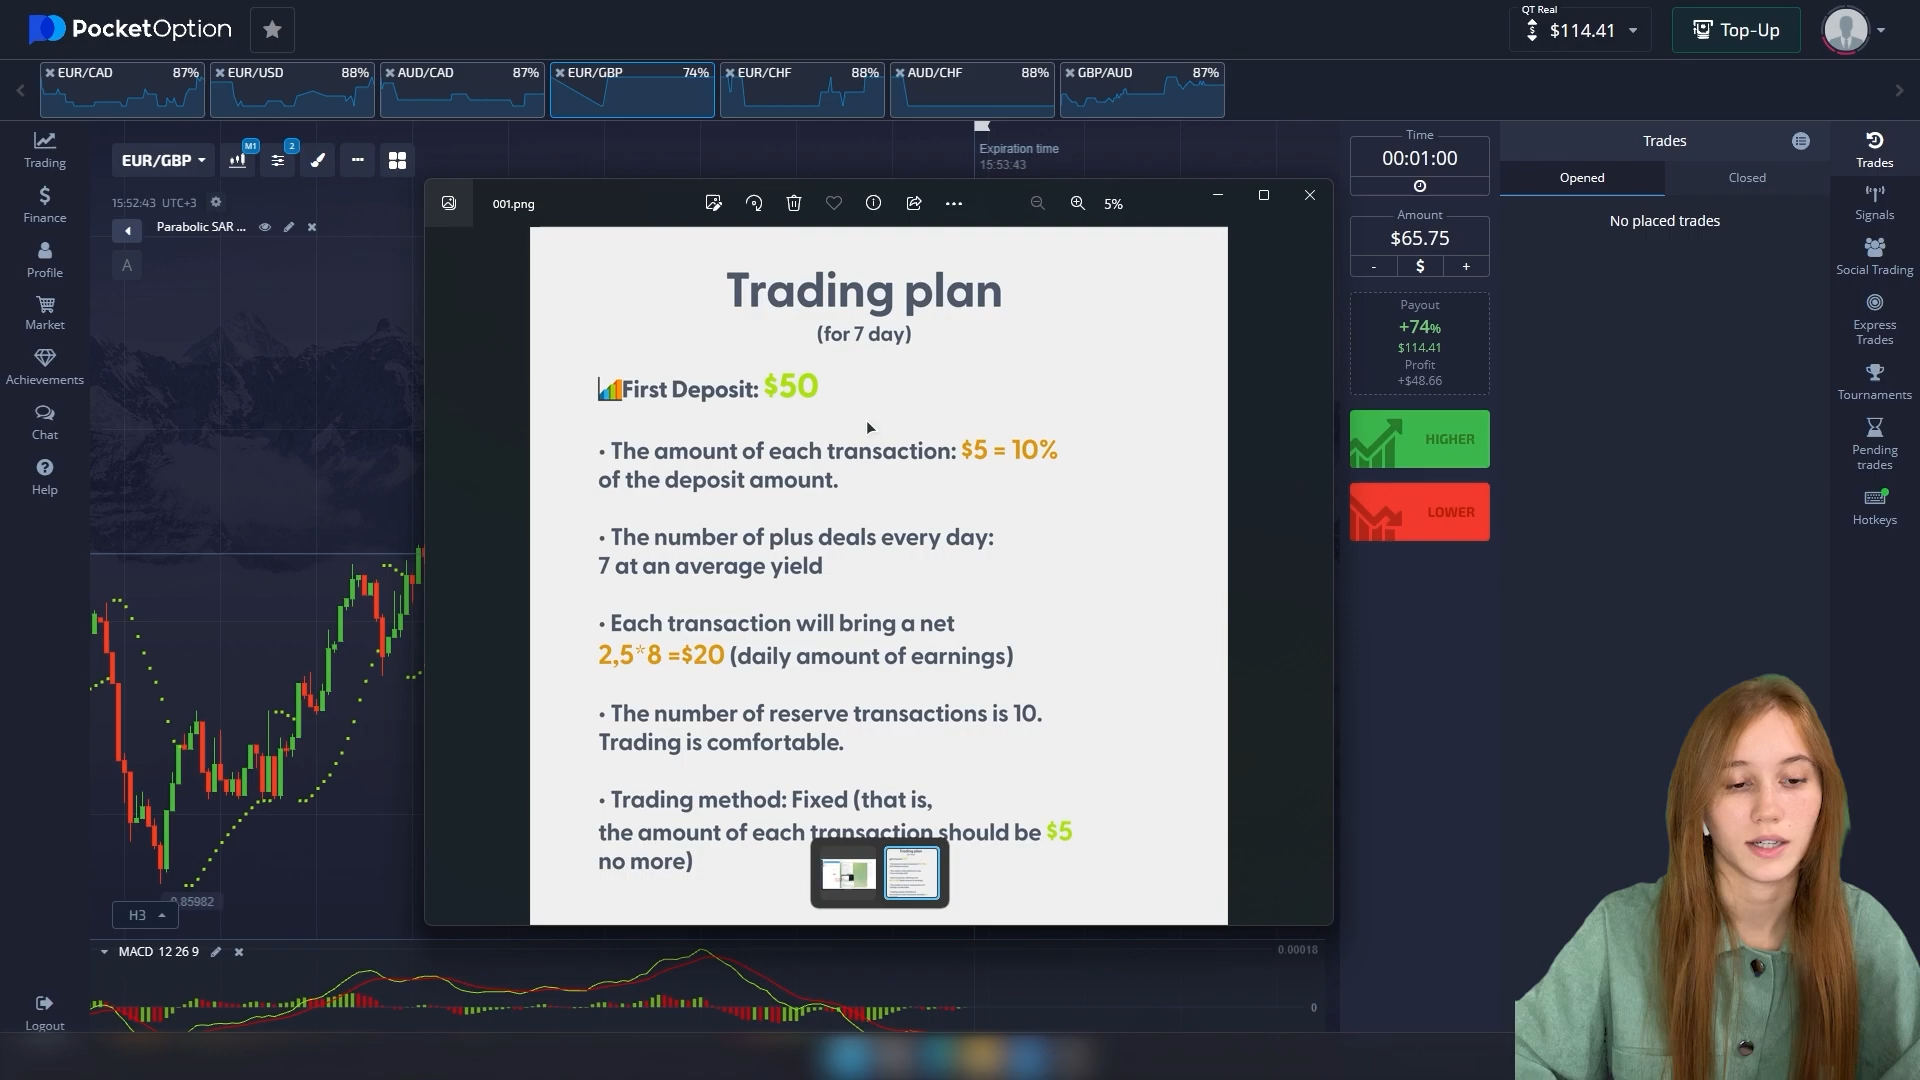 PocketOption
QT Real
$114.41
Top-Up
EUR/CAD 87%
EUR/USD 88%
AUD/CAD 87%
EUR/GBP 74%
EUR/CHF 88%
AUD/CHF 88%
GBP/AUD 87%
Trading
Finance
Profile
Market
Achievements
Chat
Help
Logout
EUR/GBP
M1
2
15:52:43 UTC+3
Parabolic SAR ...
A
Expiration time
15:53:43
001.png
5%
Trading plan
(for 7 day)
First Deposit: $50
• The amount of each transaction: $5 = 10%
of the deposit amount.
• The number of plus deals every day:
7 at an average yield
• Each transaction will bring a net
2,5*8 =$20 (daily amount of earnings)
• The number of reserve transactions is 10.
Trading is comfortable.
• Trading method: Fixed (that is,
the amount of each transaction should be $5
no more)
0.85982
H3
MACD 12 26 9
0.00018
0
Time
00:01:00
Amount
$65.75
- $ +
Payout
+74%
$114.41
Profit
+$48.66
HIGHER
LOWER
Trades
Opened
Closed
No placed trades
Trades
Signals
Social Trading
Express
Trades
Tournaments
Pending
trades
Hotkeys